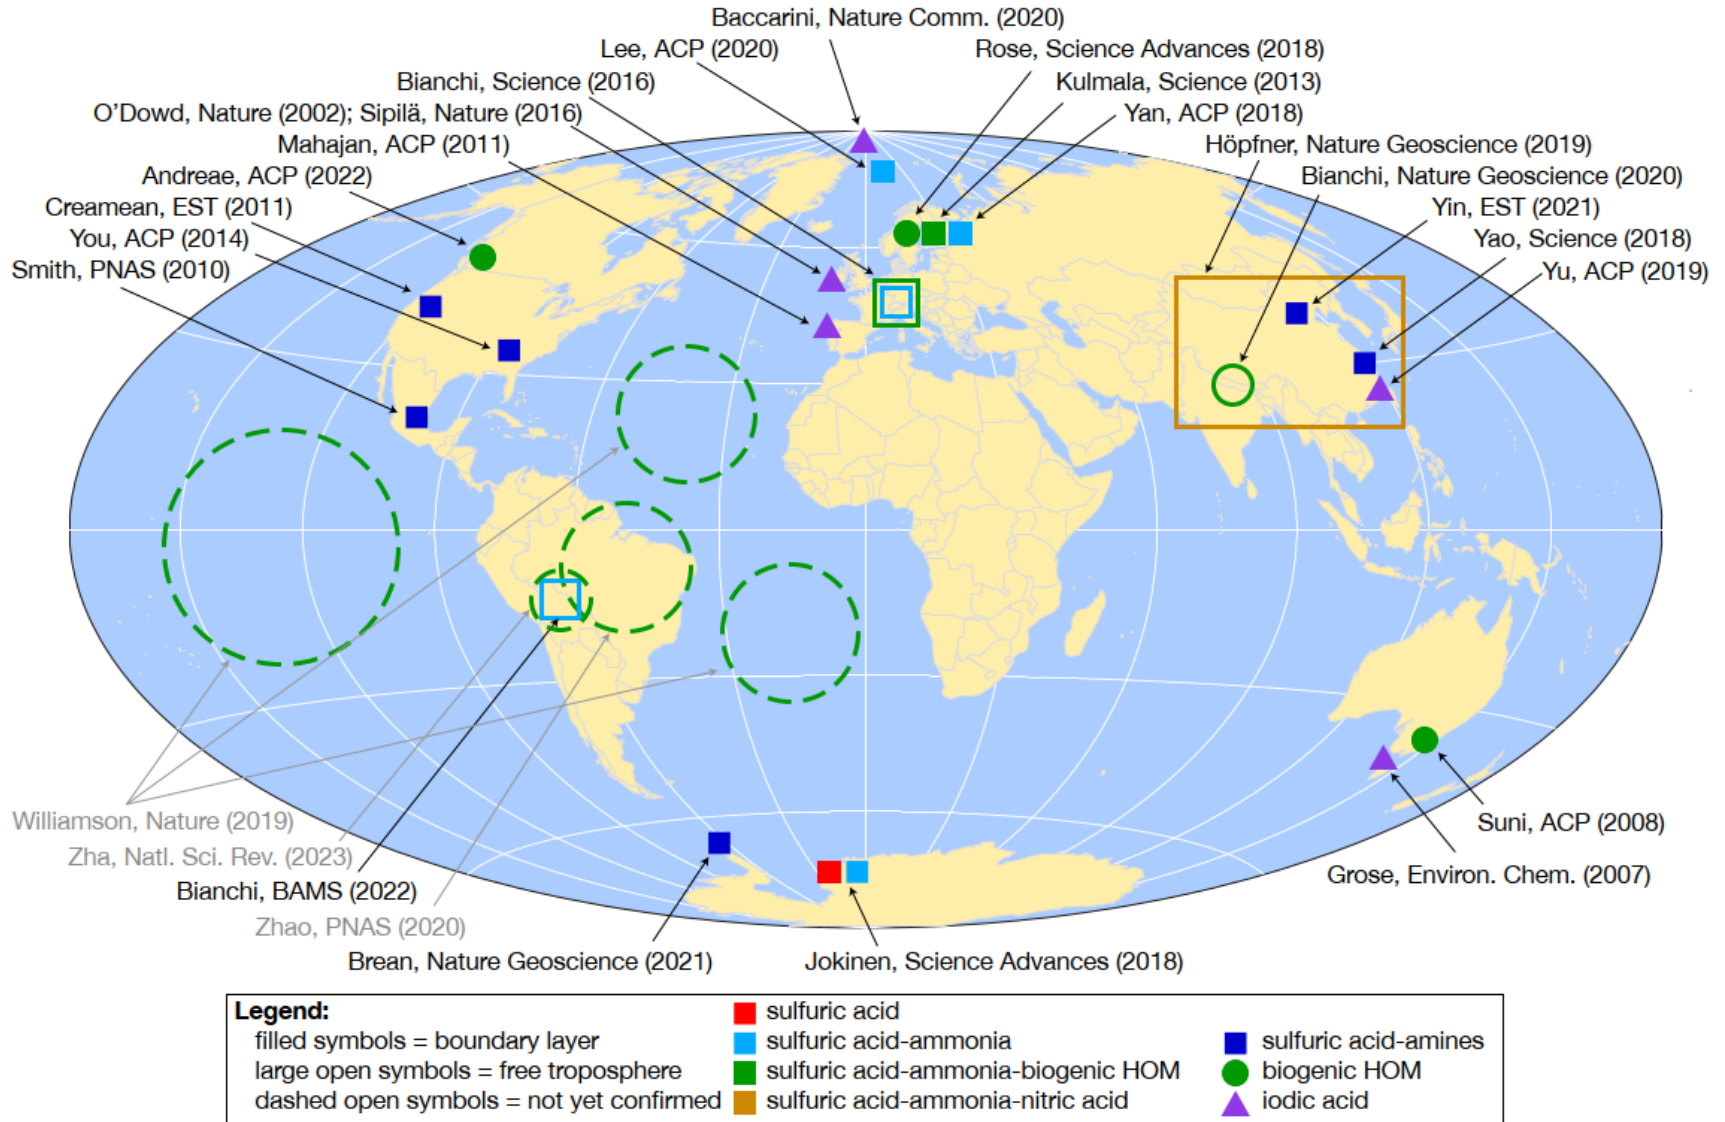 Baccarini, Nature Comm. (2020)
Lee, ACP (2020)
Rose, Science Advances (2018)
Bianchi, Science (2016)
Kulmala, Science (2013)
O'Dowd, Nature (2002); Sipilä, Nature (2016)
Yan, ACP (2018)
Mahajan, ACP (2011)
Höpfner, Nature Geoscience (2019)
Andreae, ACP (2022)
Bianchi, Nature Geoscience (2020)
Creamean, EST (2011)
Yin, EST (2021)
You, ACP (2014)
Yao, Science (2018)
Smith, PNAS (2010)
Yu, ACP (2019)
Williamson, Nature (2019)
Suni, ACP (2008)
Zha, Natl. Sci. Rev. (2023)
Grose, Environ. Chem. (2007)
Bianchi, BAMS (2022)
Zhao, PNAS (2020)
Brean, Nature Geoscience (2021)
Jokinen, Science Advances (2018)
Legend:
filled symbols = boundary layer
large open symbols = free troposphere
dashed open symbols = not yet confirmed
sulfuric acid
sulfuric acid-ammonia
sulfuric acid-ammonia-biogenic HOM
sulfuric acid-ammonia-nitric acid
sulfuric acid-amines
biogenic HOM
iodic acid